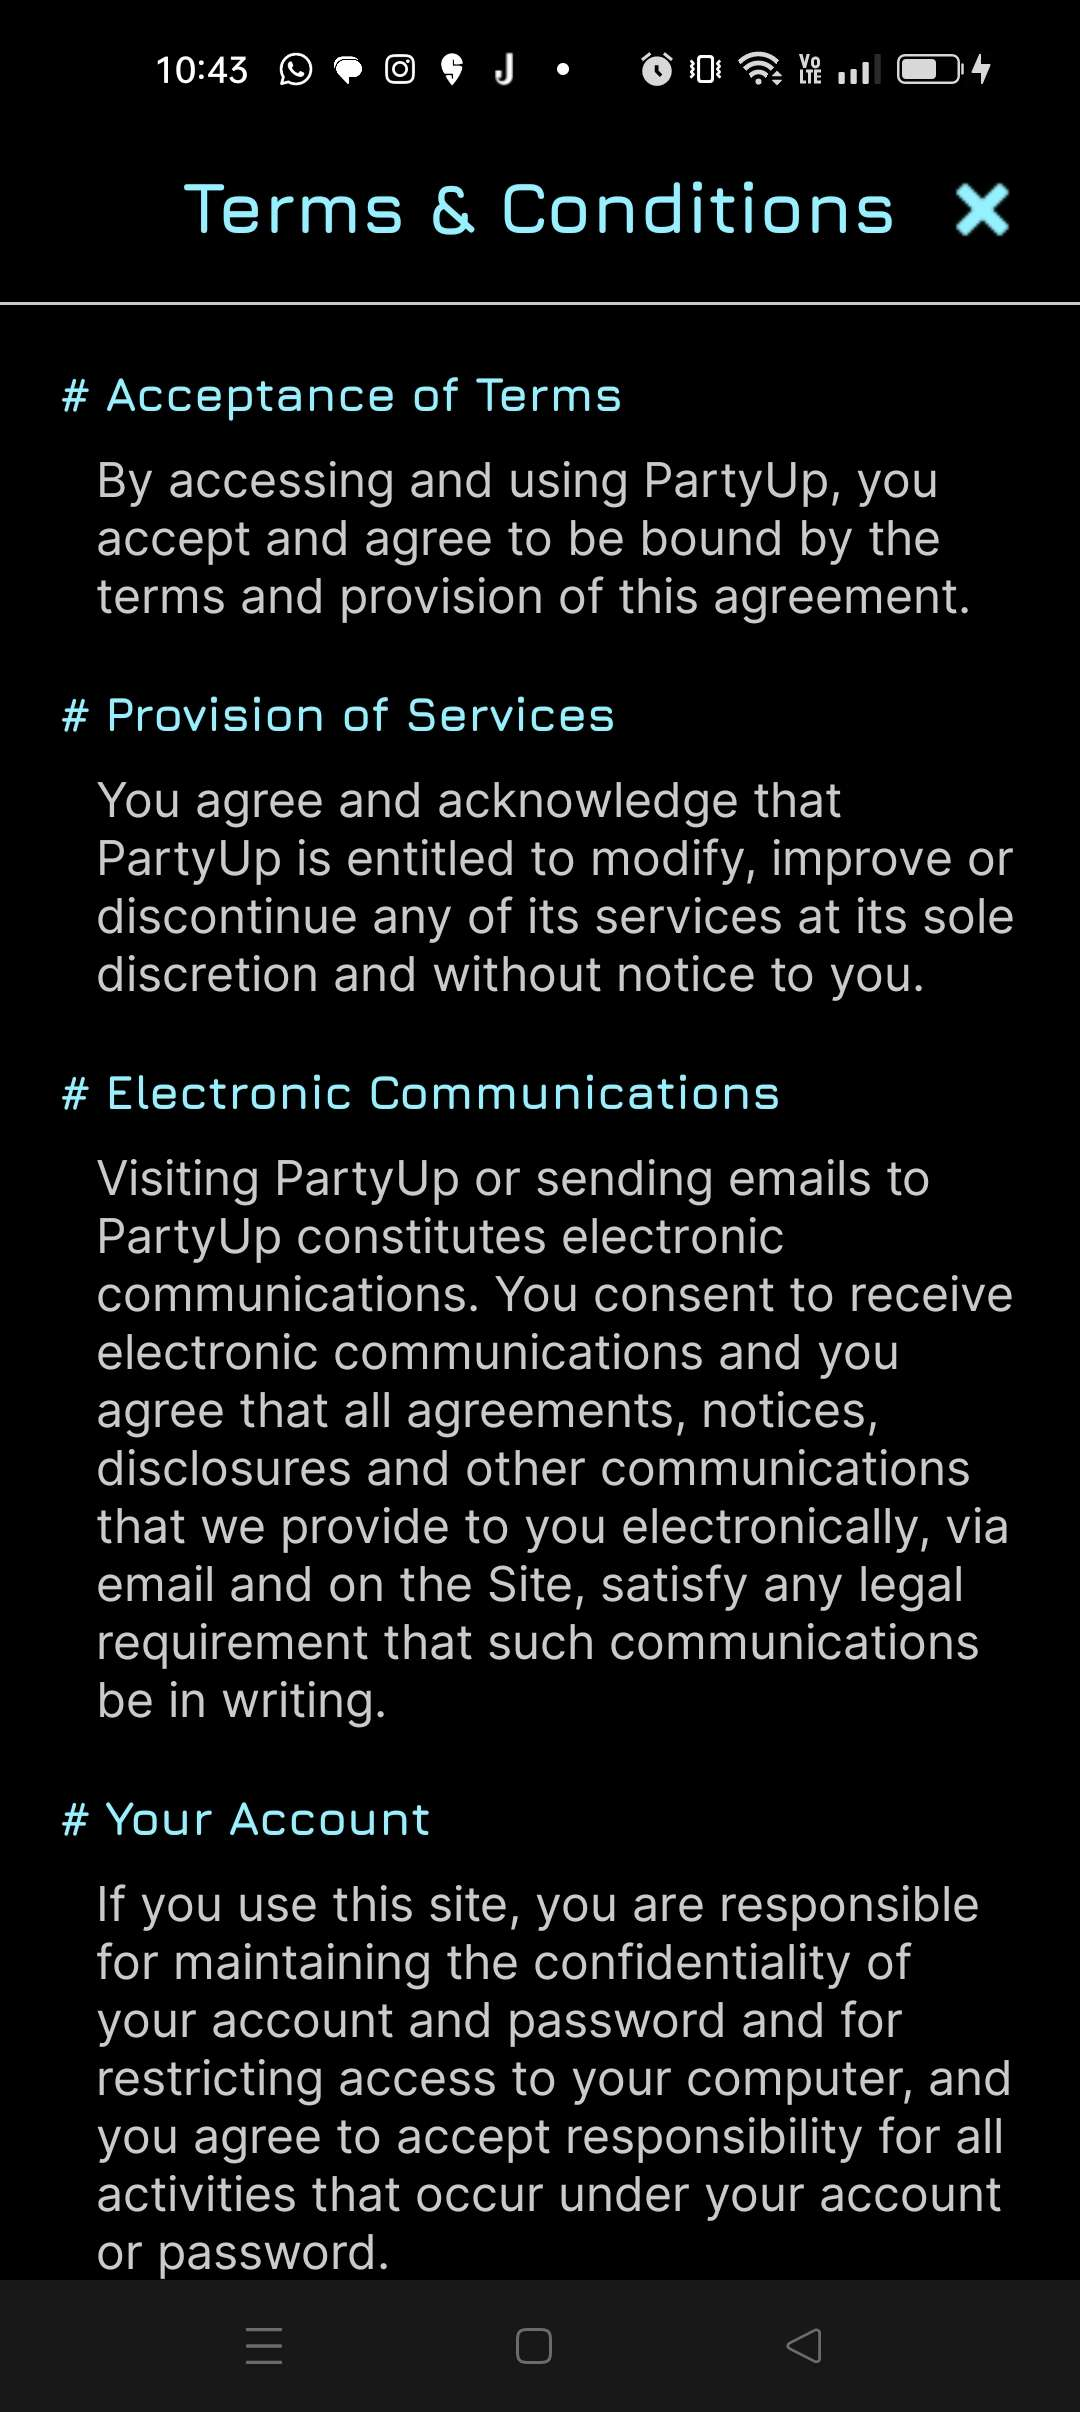 10:43
Vo
LTE
Terms & Conditions
# Acceptance of Terms
By accessing and using PartyUp, you
accept and agree to be bound by the
terms and provision of this agreement.
# Provision of Services
You agree and acknowledge that
PartyUp is entitled to modify, improve or
discontinue any of its services at its sole
discretion and without notice to you.
# Electronic Communications
Visiting PartyUp or sending emails to
PartyUp constitutes electronic
communications. You consent to receive
electronic communications and you
agree that all agreements, notices,
disclosures and other communications
that we provide to you electronically, via
email and on the Site, satisfy any legal
requirement that such communications
be in writing.
# Your Account
If you use this site, you are responsible
for maintaining the confidentiality of
your account and password and for
restricting access to your computer, and
you agree to accept responsibility for all
activities that occur under your account
or password.